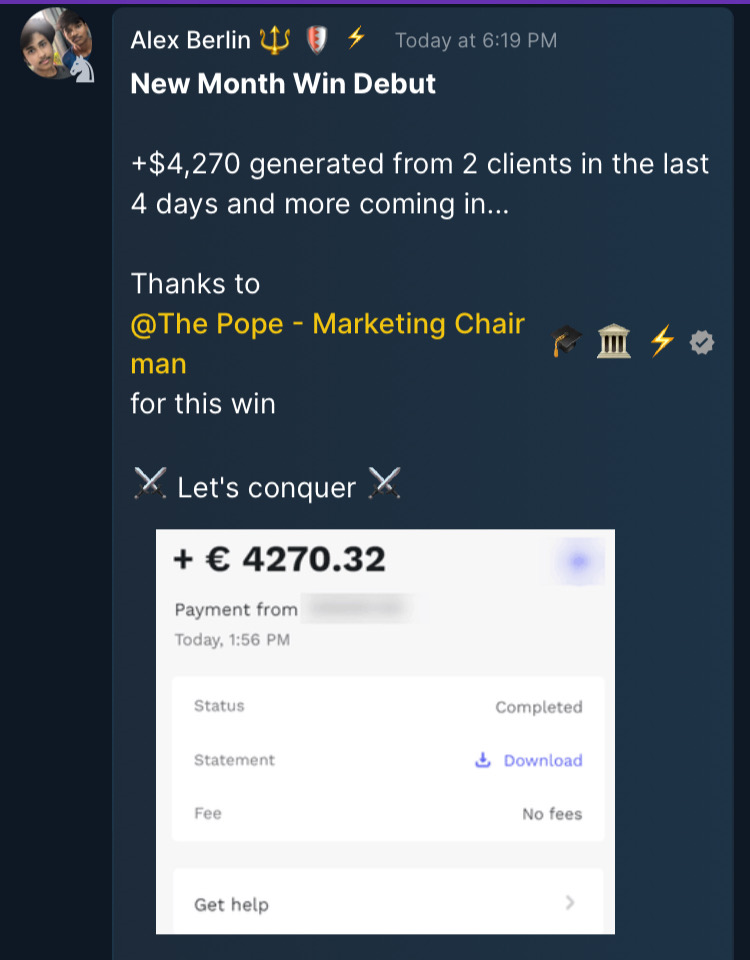 Alex Berlin 🔱 🛡️ ⚡ Today at 6:19 PM
New Month Win Debut
+$4,270 generated from 2 clients in the last
4 days and more coming in...
Thanks to
@The Pope - Marketing Chair
man 🎓 🏛️ ⚡
for this win
⚔️ Let's conquer ⚔️
+ € 4270.32
Payment from
Today, 1:56 PM
Status Completed
Statement Download
Fee No fees
Get help